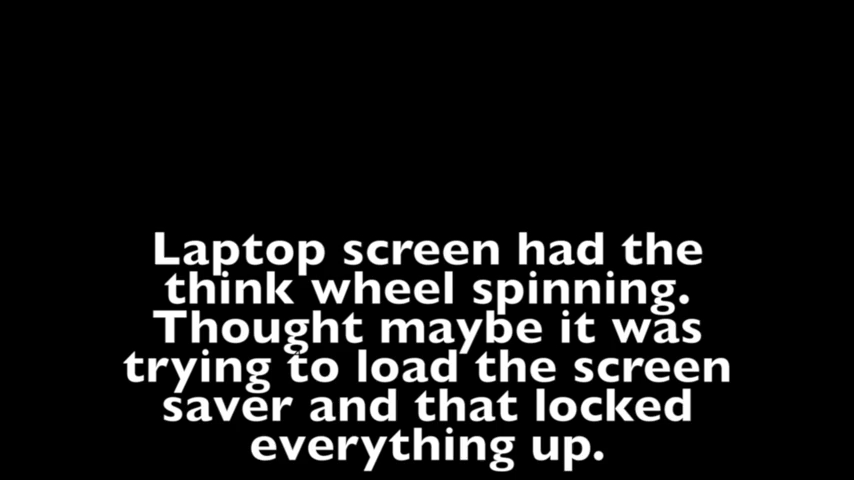 Laptop screen had the
think wheel spinning.
Thought maybe it was
trying to load the screen
saver and that locked
everything up.